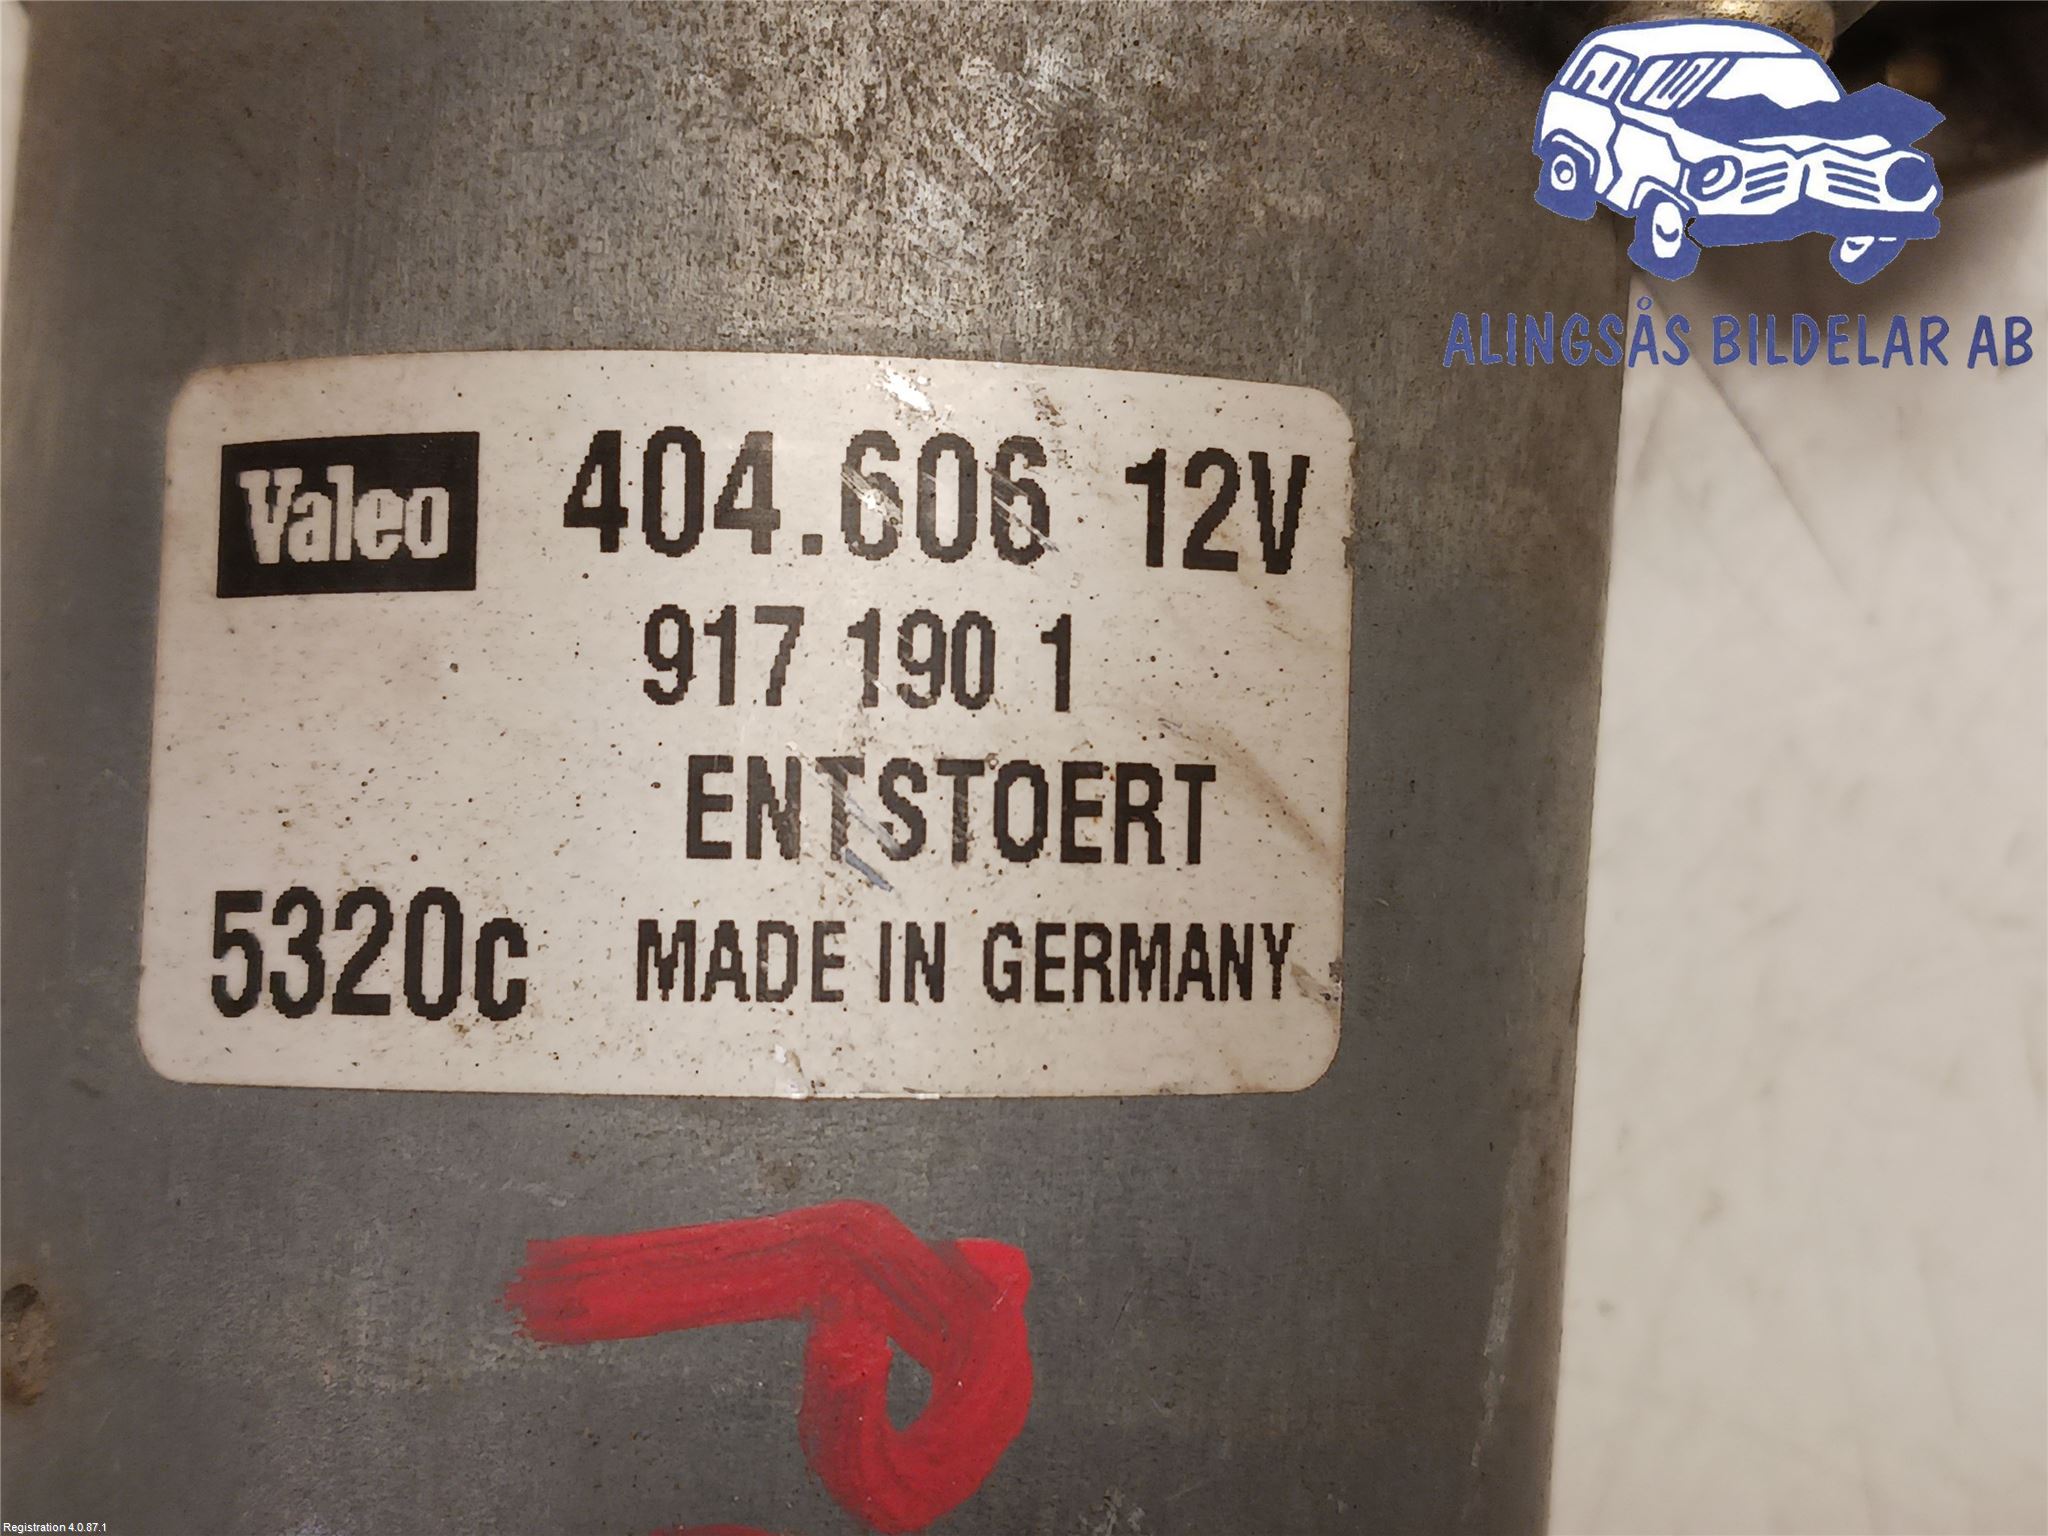 ALINGSÅS BILDELAR AB
Valeo 404.606 12V
917 190 1
ENTSTOERT
5320c MADE IN GERMANY
Registration 4.0.87.1